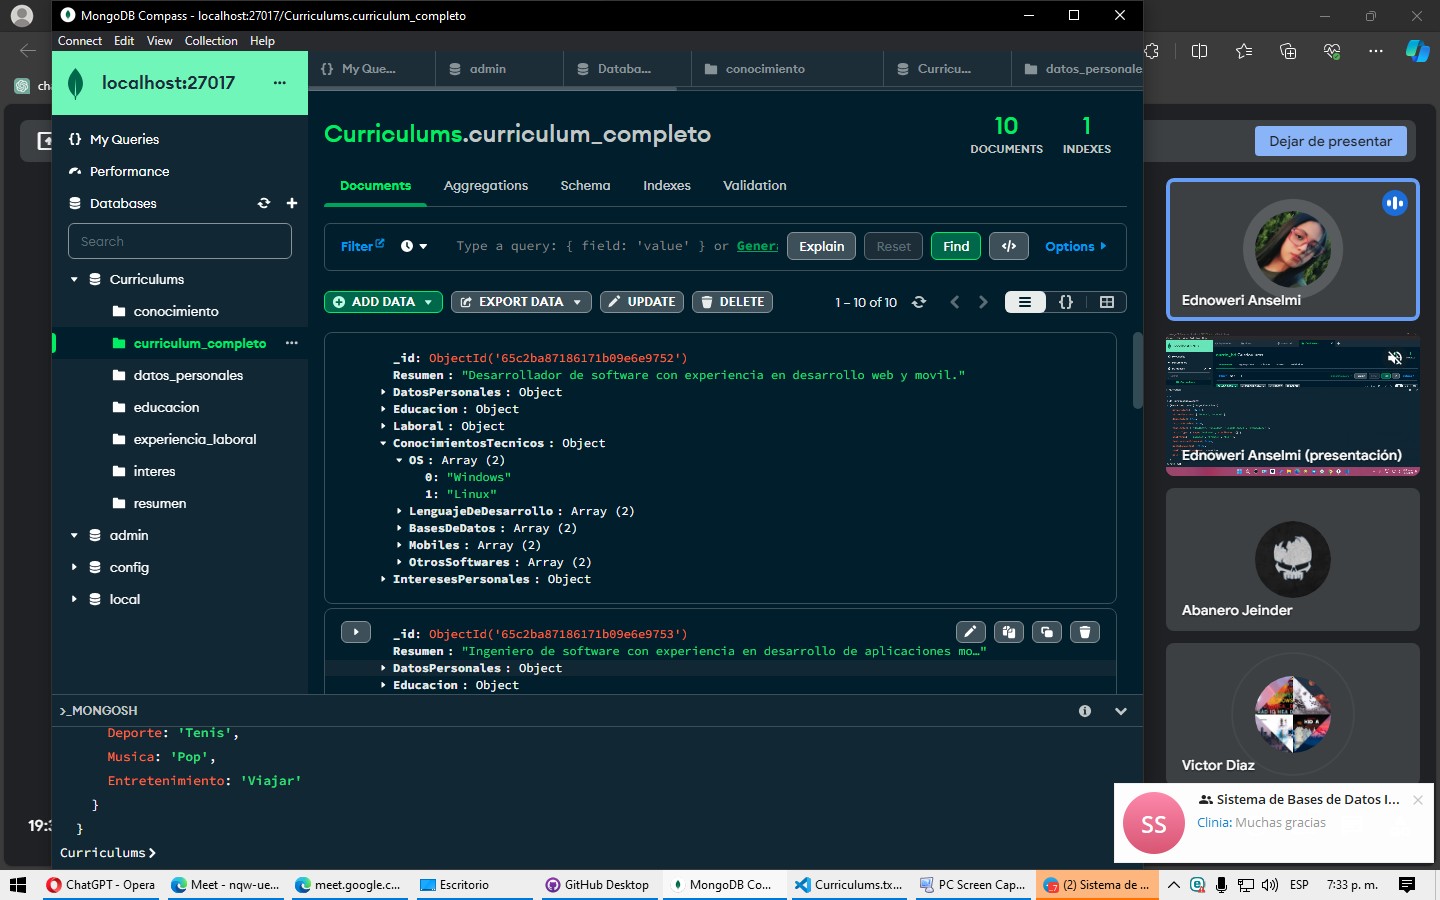 MongoDB Compass - localhost:27017/Curriculums.curriculum_completo
Connect Edit View Collection Help
localhost:27017
My Que...
admin
Databa...
conocimiento
Curricu...
datos_personale
My Queries
Performance
Databases
Search
Curriculums
conocimiento
curriculum_completo
datos_personales
educacion
experiencia_laboral
interes
resumen
admin
config
local
Curriculums.curriculum_completo
10
DOCUMENTS
1
INDEXES
Documents Aggregations Schema Indexes Validation
Filter Type a query: { field: 'value' } or Genera Explain Reset Find </> Options
ADD DATA EXPORT DATA UPDATE DELETE 1 – 10 of 10 {}
_id: ObjectId('65c2ba87186171b09e6e9752')
Resumen : "Desarrollador de software con experiencia en desarrollo web y movil."
DatosPersonales : Object
Educacion : Object
Laboral : Object
ConocimientosTecnicos : Object
OS : Array (2)
0: "Windows"
1: "Linux"
LenguajeDeDesarrollo : Array (2)
BasesDeDatos : Array (2)
Mobiles : Array (2)
OtrosSoftwares : Array (2)
InteresesPersonales : Object
_id: ObjectId('65c2ba87186171b09e6e9753')
Resumen : "Ingeniero de software con experiencia en desarrollo de aplicaciones mo…"
DatosPersonales : Object
Educacion : Object
>_MONGOSH
Deporte: 'Tenis',
Musica: 'Pop',
Entretenimiento: 'Viajar'
}
}
Curriculums>
Dejar de presentar
Ednoweri Anselmi
Ednoweri Anselmi (presentación)
Abanero Jeinder
Victor Diaz
SS
Sistema de Bases de Datos I...
Clinia: Muchas gracias
ch
19:3
ChatGPT - Opera
Meet - nqw-ue...
meet.google.c...
Escritorio
GitHub Desktop
MongoDB Co...
Curriculums.tx...
PC Screen Cap...
(2) Sistema de ...
ESP
7:33 p. m.